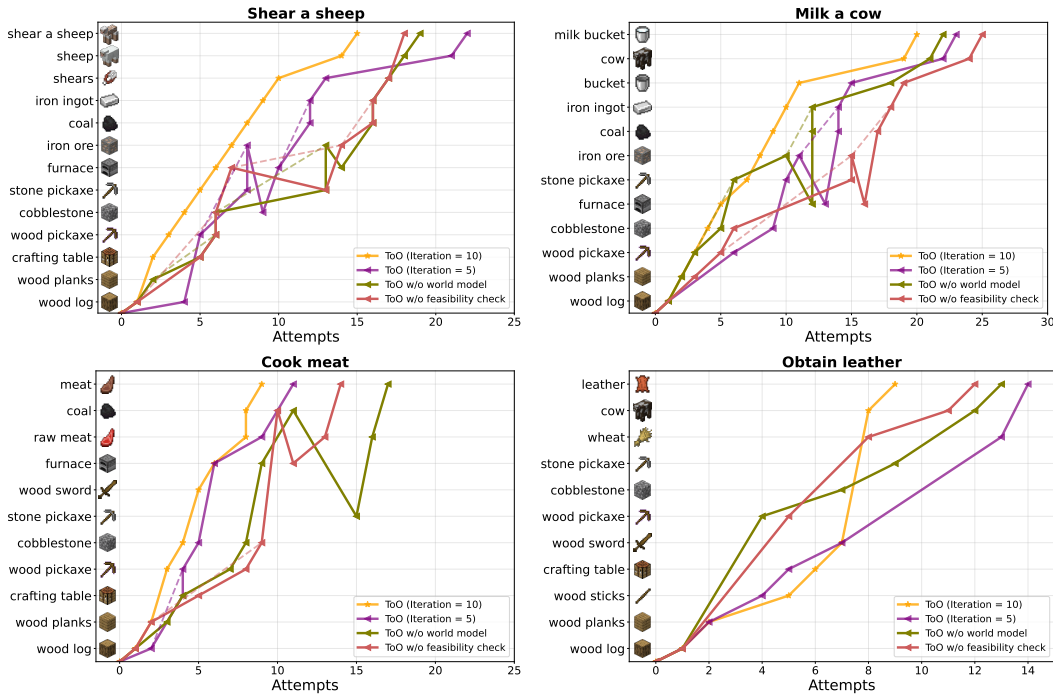 Shear a sheep
shear a sheep
sheep
shears
iron ingot
coal
iron ore
furnace
stone pickaxe
cobblestone
wood pickaxe
crafting table
wood planks
wood log
ToO (Iteration = 10)
ToO (Iteration = 5)
ToO w/o world model
ToO w/o feasibility check
0 5 10 15 20 25
Attempts
Milk a cow
milk bucket
cow
bucket
iron ingot
coal
iron ore
stone pickaxe
furnace
cobblestone
wood pickaxe
wood planks
wood log
ToO (Iteration = 10)
ToO (Iteration = 5)
ToO w/o world model
ToO w/o feasibility check
0 5 10 15 20 25 30
Attempts
Cook meat
meat
coal
raw meat
furnace
wood sword
stone pickaxe
cobblestone
wood pickaxe
crafting table
wood planks
wood log
ToO (Iteration = 10)
ToO (Iteration = 5)
ToO w/o world model
ToO w/o feasibility check
0 5 10 15 20 25
Attempts
Obtain leather
leather
cow
wheat
stone pickaxe
cobblestone
wood pickaxe
wood sword
crafting table
wood sticks
wood planks
wood log
ToO (Iteration = 10)
ToO (Iteration = 5)
ToO w/o world model
ToO w/o feasibility check
0 2 4 6 8 10 12 14
Attempts